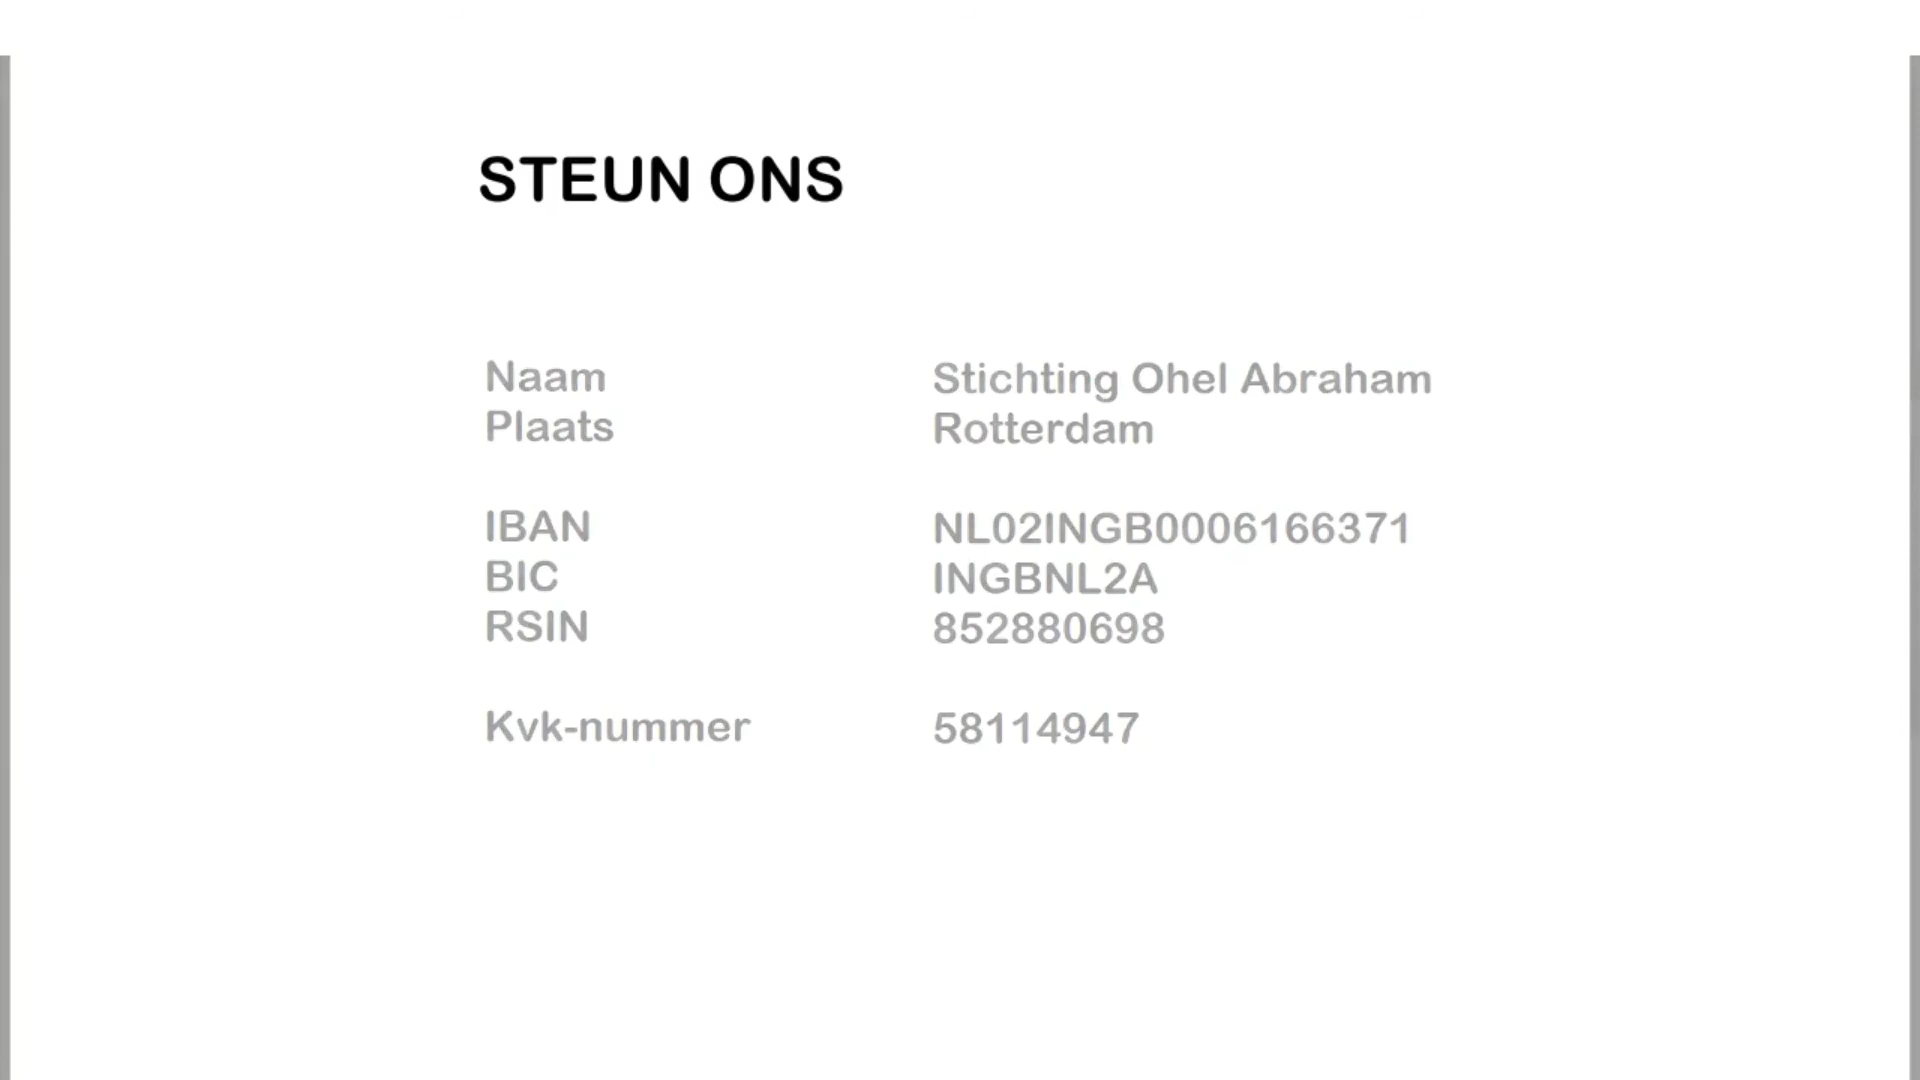 STEUN ONS
Naam Stichting Ohel Abraham
Plaats Rotterdam
IBAN NL02INGB0006166371
BIC INGBNL2A
RSIN 852880698
Kvk-nummer 58114947